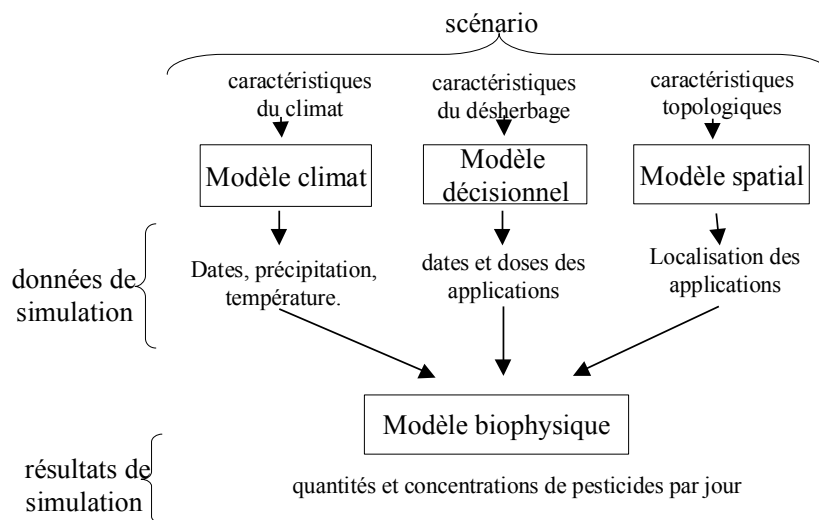 scénario
caractéristiques
du climat
caractéristiques
du désherbage
caractéristiques
topologiques
Modèle climat
Modèle
décisionnel
Modèle spatial
données de
simulation
Dates, précipitation,
température.
dates et doses des
applications
Localisation des
applications
Modèle biophysique
résultats de
simulation
quantités et concentrations de pesticides par jour